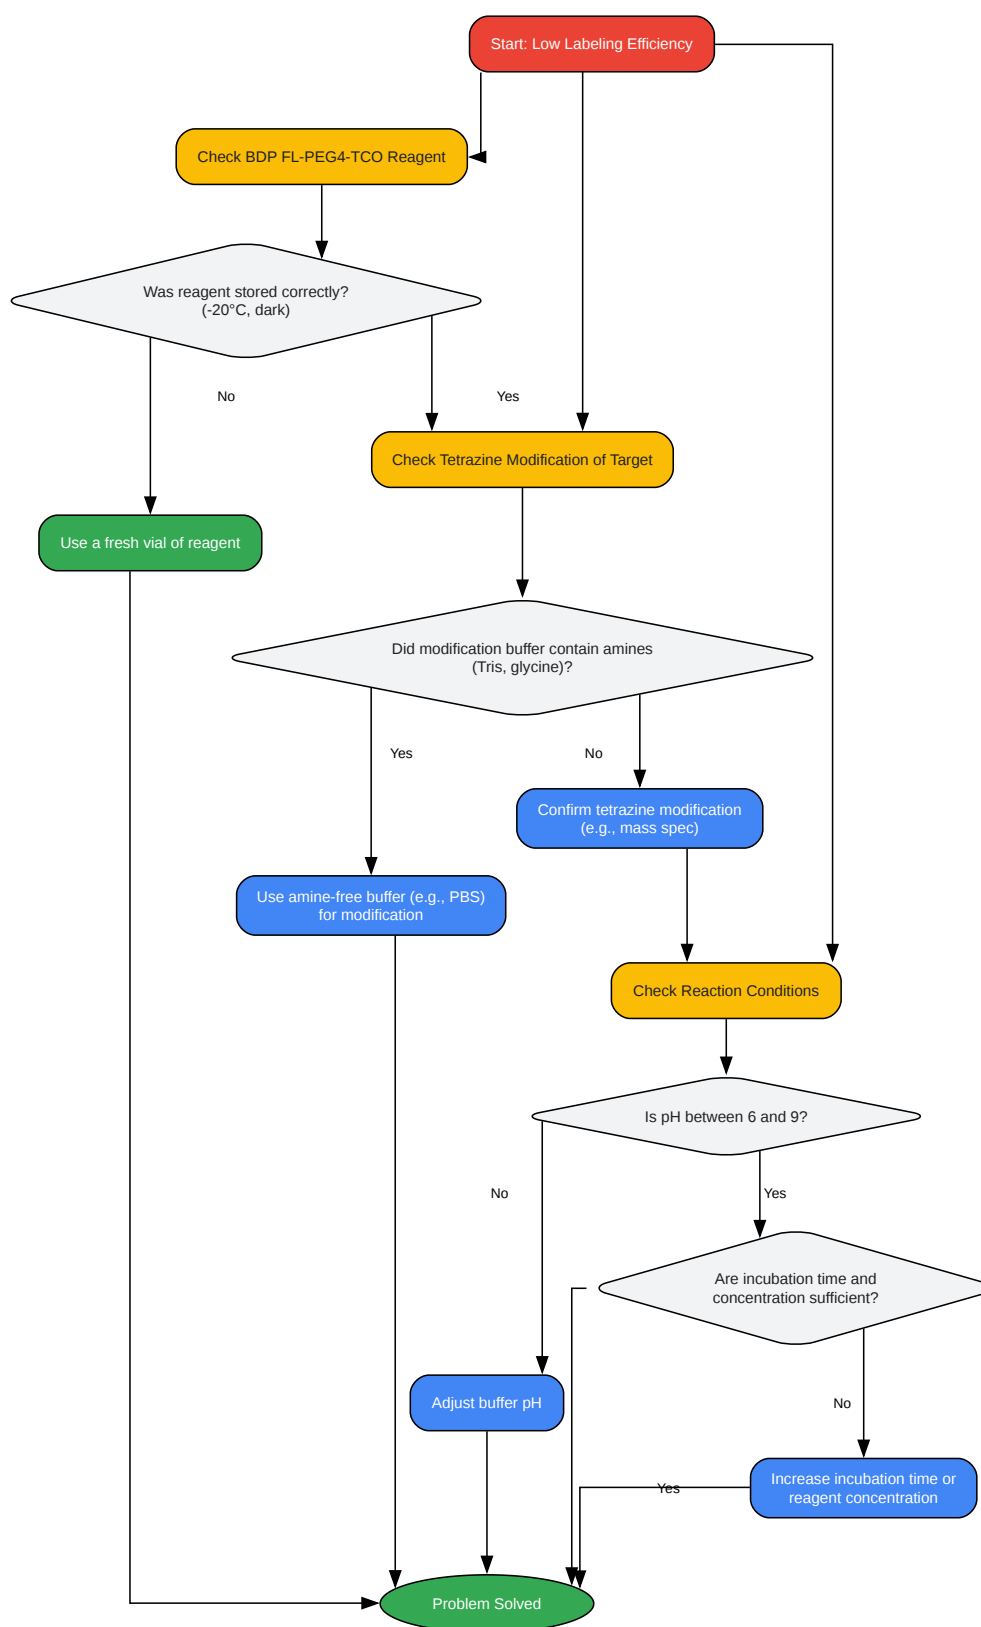 Start: Low Labeling Efficiency
Check BDP FL-PEG4-TCO Reagent
Was reagent stored correctly?
(-20°C, dark)
No
Yes
Check Tetrazine Modification of Target
Use a fresh vial of reagent
Did modification buffer contain amines
(Tris, glycine)?
Yes
No
Confirm tetrazine modification
(e.g., mass spec)
Use amine-free buffer (e.g., PBS)
for modification
Check Reaction Conditions
Is pH between 6 and 9?
No
Yes
Are incubation time and
concentration sufficient?
Adjust buffer pH
No
Increase incubation time or
reagent concentration
Yes
Problem Solved